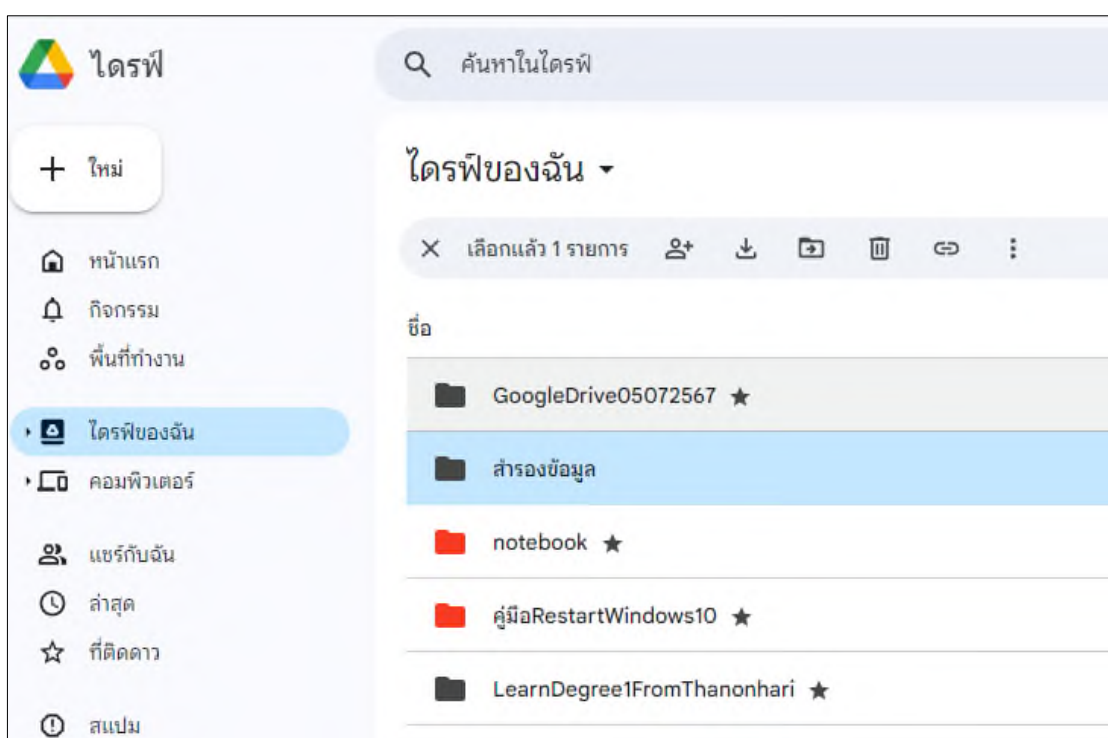 ไดรฟ์
ค้นหาในไดรฟ์
ใหม่
หน้าแรก
กิจกรรม
พื้นที่ทำงาน
ไดรฟ์ของฉัน
คอมพิวเตอร์
แชร์กับฉัน
ล่าสุด
ที่ติดดาว
สแปม
ไดรฟ์ของฉัน
เลือกแล้ว 1 รายการ
ชื่อ
GoogleDrive05072567
สำรองข้อมูล
notebook
คู่มือRestartWindows10
LearnDegree1FromThanonhari